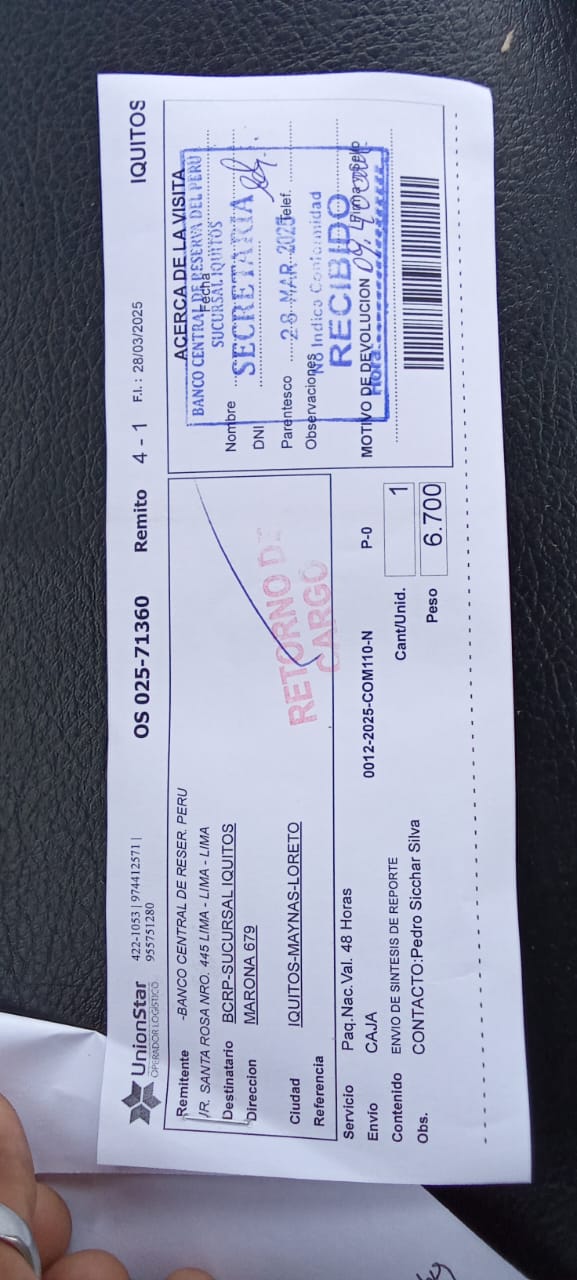 UnionStar
OPERADOR LOGÍSTICO
422-1053 | 974412571 |
955751280
OS 025-71360
Remito 4 - 1 F.I.: 28/03/2025 IQUITOS
Remitente -BANCO CENTRAL DE RESER. PERU
JR. SANTA ROSA NRO. 445 LIMA - LIMA - LIMA
Destinatario BCRP-SUCURSAL IQUITOS
Direccion MARONA 679
Ciudad IQUITOS-MAYNAS-LORETO
Referencia
RETORNO DE
CARGO
ACERCA DE LA VISITA
Fecha
Nombre
DNI
Parentesco Telef.
Observaciones
Firma y Sello
MOTIVO DE DEVOLUCION
BANCO CENTRAL DE RESERVA DEL PERU
SUCURSAL IQUITOS
SECRETARIA
28 MAR. 2025
No Indica Conformidad
RECIBIDO
Hora
Servicio Paq.Nac.Val. 48 Horas 0012-2025-COM110-N P-0
Envío CAJA
Contenido ENVIO DE SINTESIS DE REPORTE Cant/Unid. 1
Obs. CONTACTO:Pedro Sicchar Silva Peso 6.700